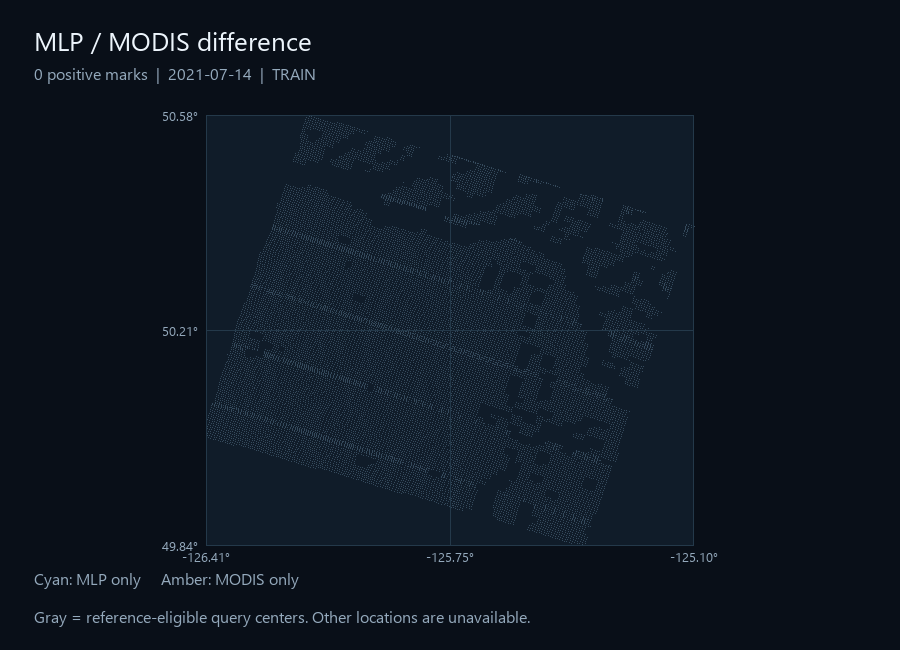 MLP / MODIS difference
0 positive marks | 2021-07-14 | TRAIN
50.58°
50.21°
49.84°
-126.41° -125.75° -125.10°
Cyan: MLP only Amber: MODIS only
Gray = reference-eligible query centers. Other locations are unavailable.